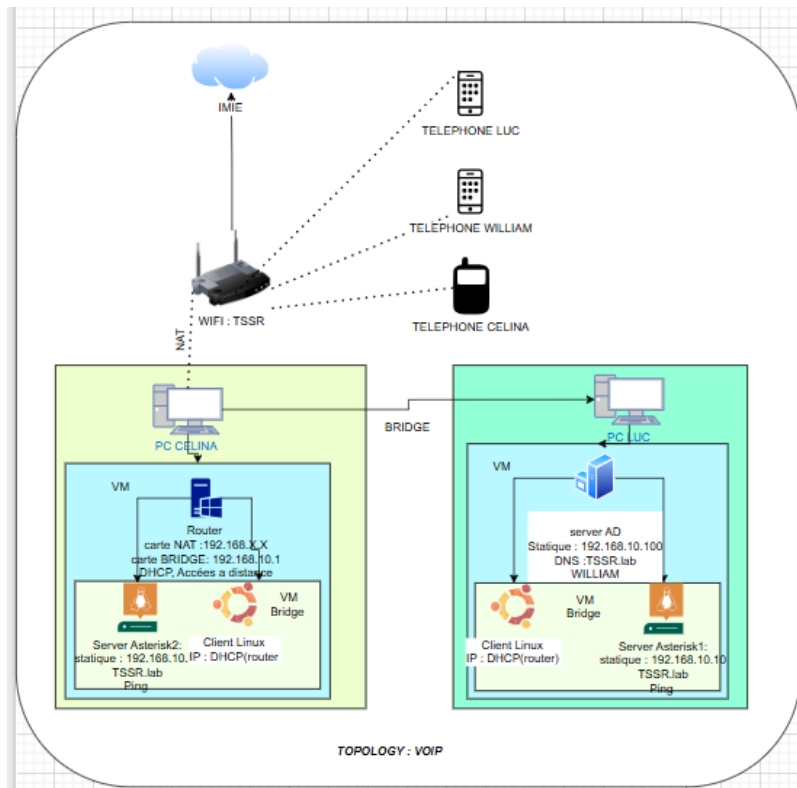 IMIE
TELEPHONE LUC
TELEPHONE WILLIAM
WIFI : TSSR
TELEPHONE CELINA
NAT
BRIDGE
PC CELINA
PC LUC
VM
Router
carte NAT :192.168.X.X
carte BRIDGE: 192.168.10.1
DHCP, Accées a distance
VM
Bridge
Server Asterisk2:
statique : 192.168.10.
TSSR.lab
Ping
Client Linux
IP : DHCP(router
VM
server AD
Statique : 192.168.10.100
DNS :TSSR.lab
WILLIAM
VM
Bridge
Client Linux
IP : DHCP(router)
Server Asterisk1:
statique : 192.168.10.10
TSSR.lab
Ping
TOPOLOGY : VOIP